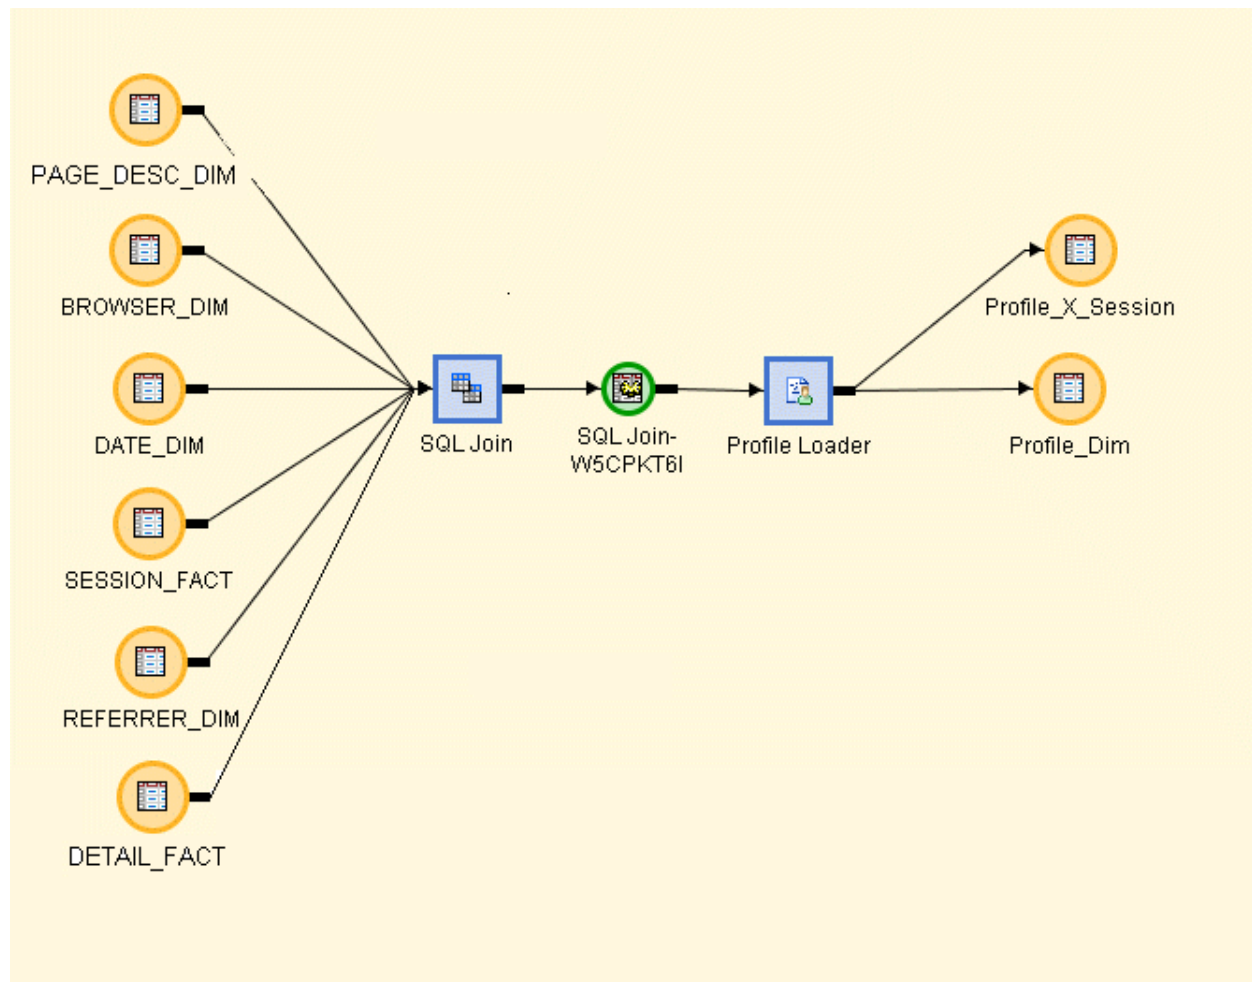 PAGE_DESC_DIM
BROWSER_DIM
DATE_DIM
SESSION_FACT
REFERRER_DIM
DETAIL_FACT
SQL Join
SQL Join-
W5CPKT6I
Profile Loader
Profile_X_Session
Profile_Dim